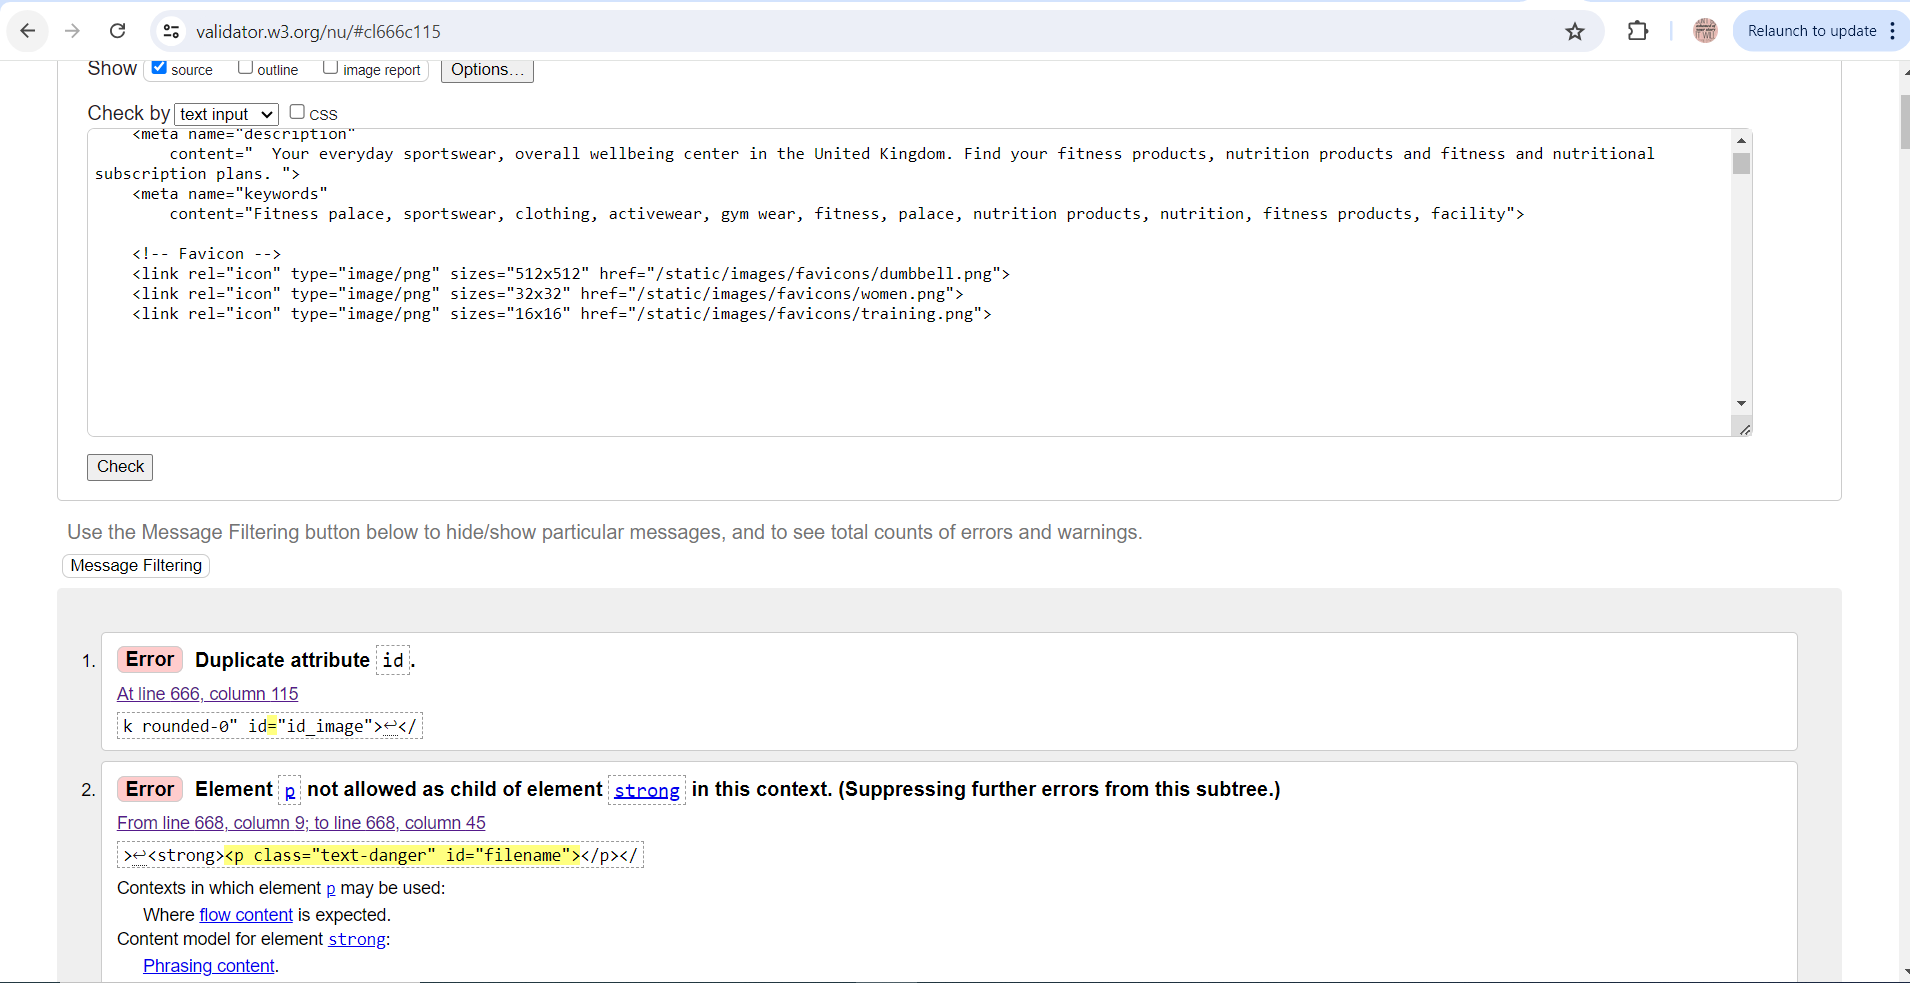 validator.w3.org/nu/#cl666c115
Relaunch to update
Show source outline image report Options...
Check by text input CSS
<meta name="description"
content="  Your everyday sportswear, overall wellbeing center in the United Kingdom. Find your fitness products, nutrition products and fitness and nutritional
subscription plans. ">
<meta name="keywords"
content="Fitness palace, sportswear, clothing, activewear, gym wear, fitness, palace, nutrition products, nutrition, fitness products, facility">
<!-- Favicon -->
<link rel="icon" type="image/png" sizes="512x512" href="/static/images/favicons/dumbbell.png">
<link rel="icon" type="image/png" sizes="32x32" href="/static/images/favicons/women.png">
<link rel="icon" type="image/png" sizes="16x16" href="/static/images/favicons/training.png">
Check
Use the Message Filtering button below to hide/show particular messages, and to see total counts of errors and warnings.
Message Filtering
1. Error Duplicate attribute id.
At line 666, column 115
k rounded-0" id="id_image">↩</
2. Error Element p not allowed as child of element strong in this context. (Suppressing further errors from this subtree.)
From line 668, column 9; to line 668, column 45
>↩<strong><p class="text-danger" id="filename"></p></
Contexts in which element p may be used:
Where flow content is expected.
Content model for element strong:
Phrasing content.